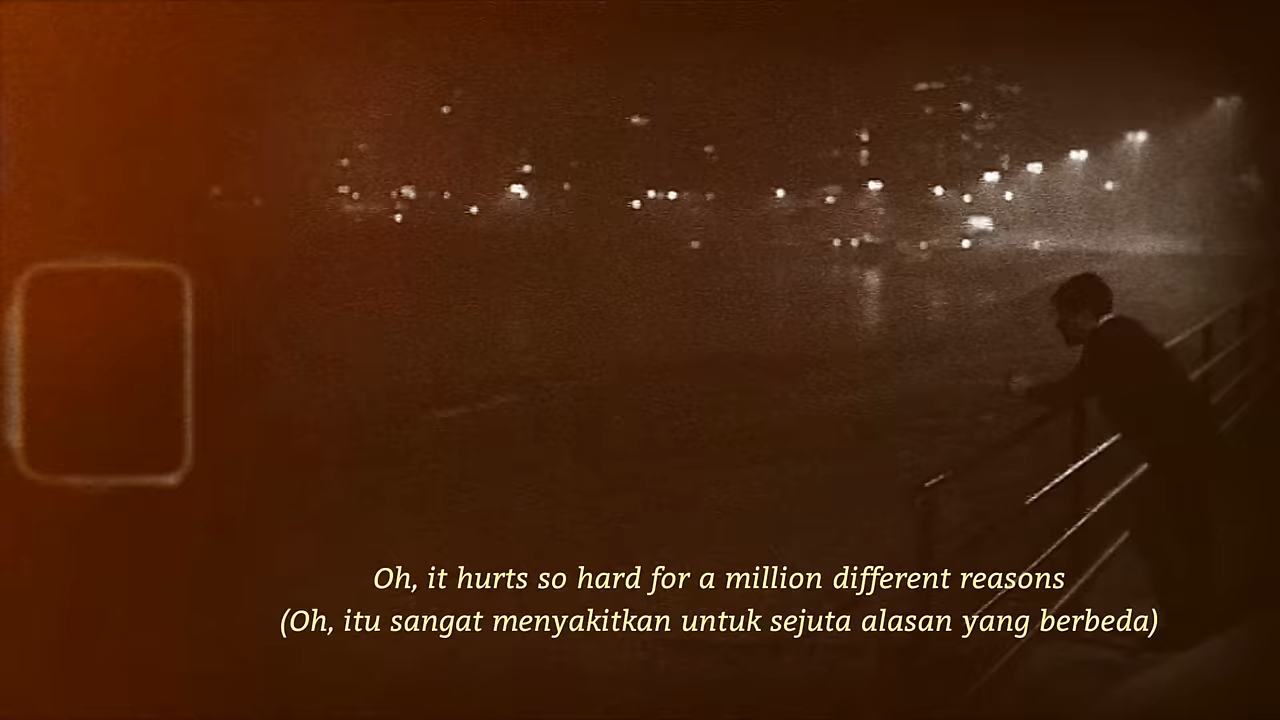 Oh, it hurts so hard for a million different reasons
(Oh, itu sangat menyakitkan untuk sejuta alasan yang berbeda)